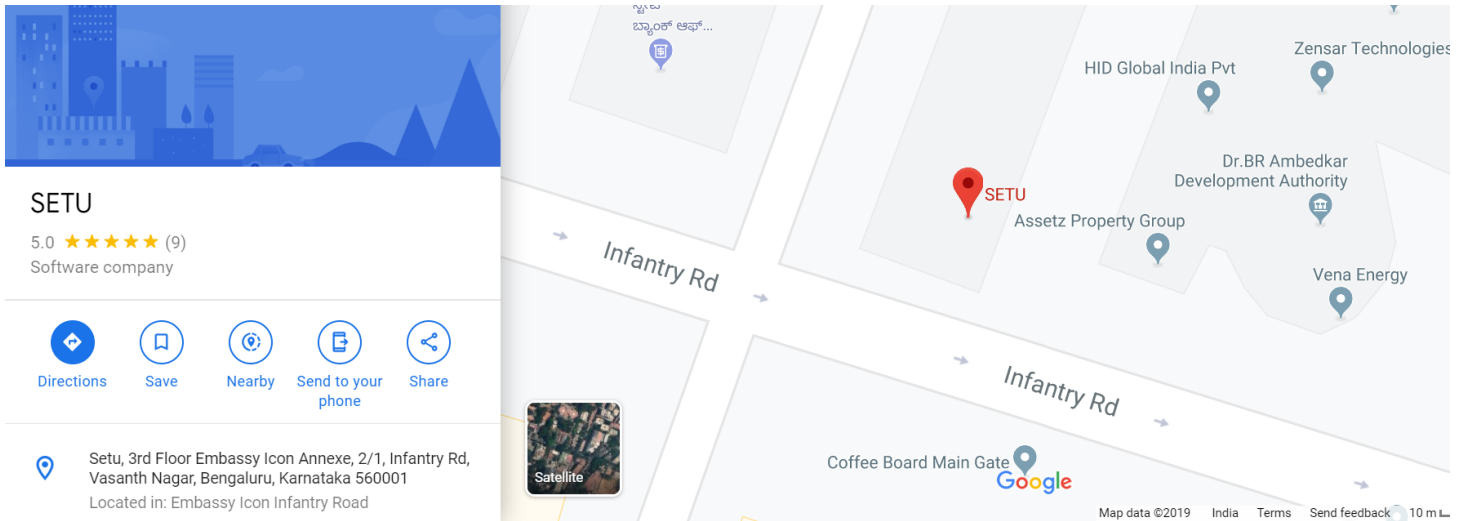 SETU
5.0 (9)
Software company
Directions
Save
Nearby
Send to your
phone
Share
Setu, 3rd Floor Embassy Icon Annexe, 2/1, Infantry Rd,
Vasanth Nagar, Bengaluru, Karnataka 560001
Located in: Embassy Icon Infantry Road
ಬ್ಯಾಂಕ್ ಆಫ್...
Zensar Technologies
HID Global India Pvt
Dr.BR Ambedkar
Development Authority
SETU
Assetz Property Group
Infantry Rd
Vena Energy
Infantry Rd
Coffee Board Main Gate
Satellite
Google
Map data ©2019 India Terms Send feedback 10 m